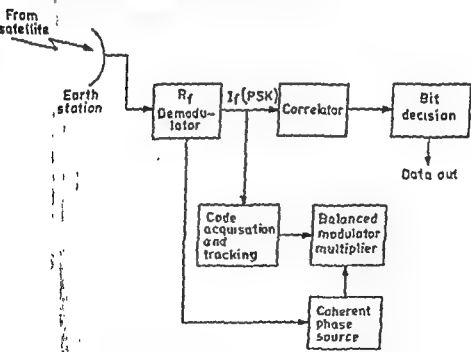 From
satellite
Earth
station
Rf
Demodu-
lator
If (PSK)
Correlator
Bit
decision
Data out
Code
acquisation
and
tracking
Balanced
modulator
multiplier
Coherent
phase
source